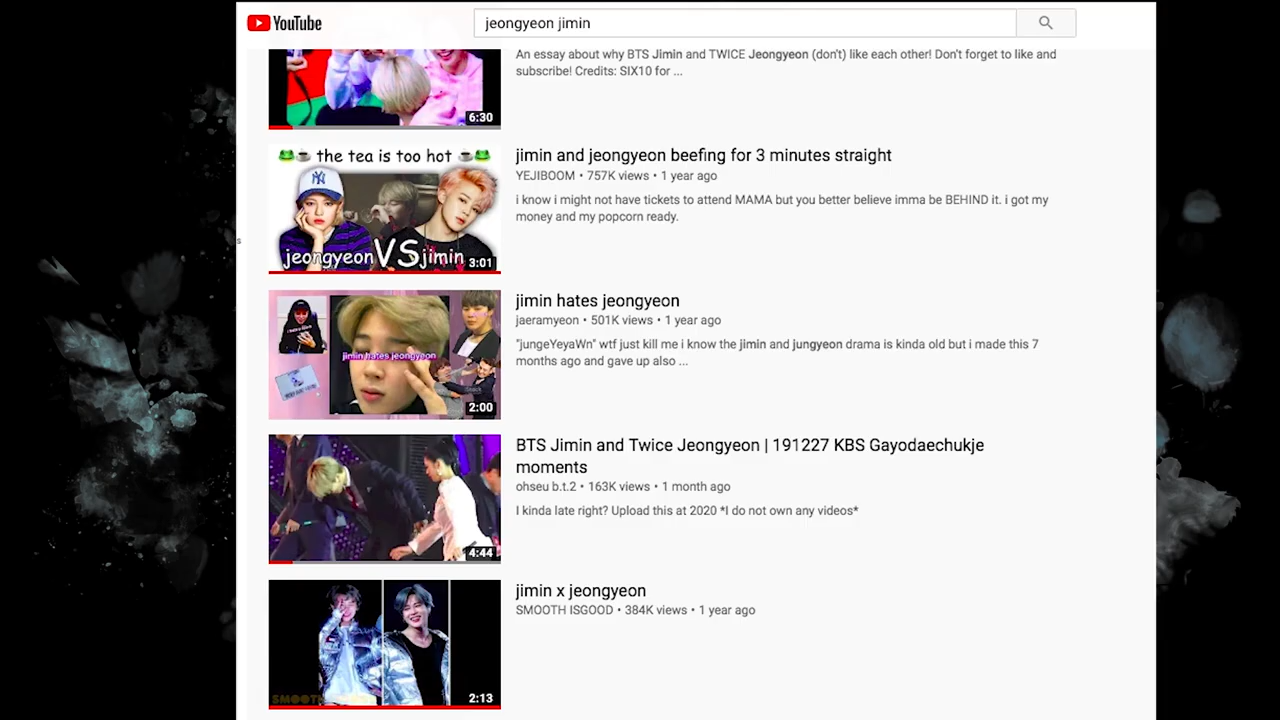 YouTube
jeongyeon jimin
An essay about why BTS Jimin and TWICE Jeongyeon (don't) like each other! Don't forget to like and
subscribe! Credits: SIX10 for ...
6:30
🐸☕ the tea is too hot ☕🐸
jimin and jeongyeon beefing for 3 minutes straight
YEJIBOOM • 757K views • 1 year ago
i know i might not have tickets to attend MAMA but you better believe imma be BEHIND it. i got my
money and my popcorn ready.
s
jeongyeon VS jimin
3:01
jimin hates jeongyeon
jaeramyeon • 501K views • 1 year ago
"jungeYeyaWn" wtf just kill me i know the jimin and jungyeon drama is kinda old but i made this 7
months ago and gave up also ...
jimin hates jeongyeon
2:00
BTS Jimin and Twice Jeongyeon | 191227 KBS Gayodaechukje
moments
ohseu b.t.2 • 163K views • 1 month ago
I kinda late right? Upload this at 2020 *I do not own any videos*
4:44
jimin x jeongyeon
SMOOTH ISGOOD • 384K views • 1 year ago
2:13